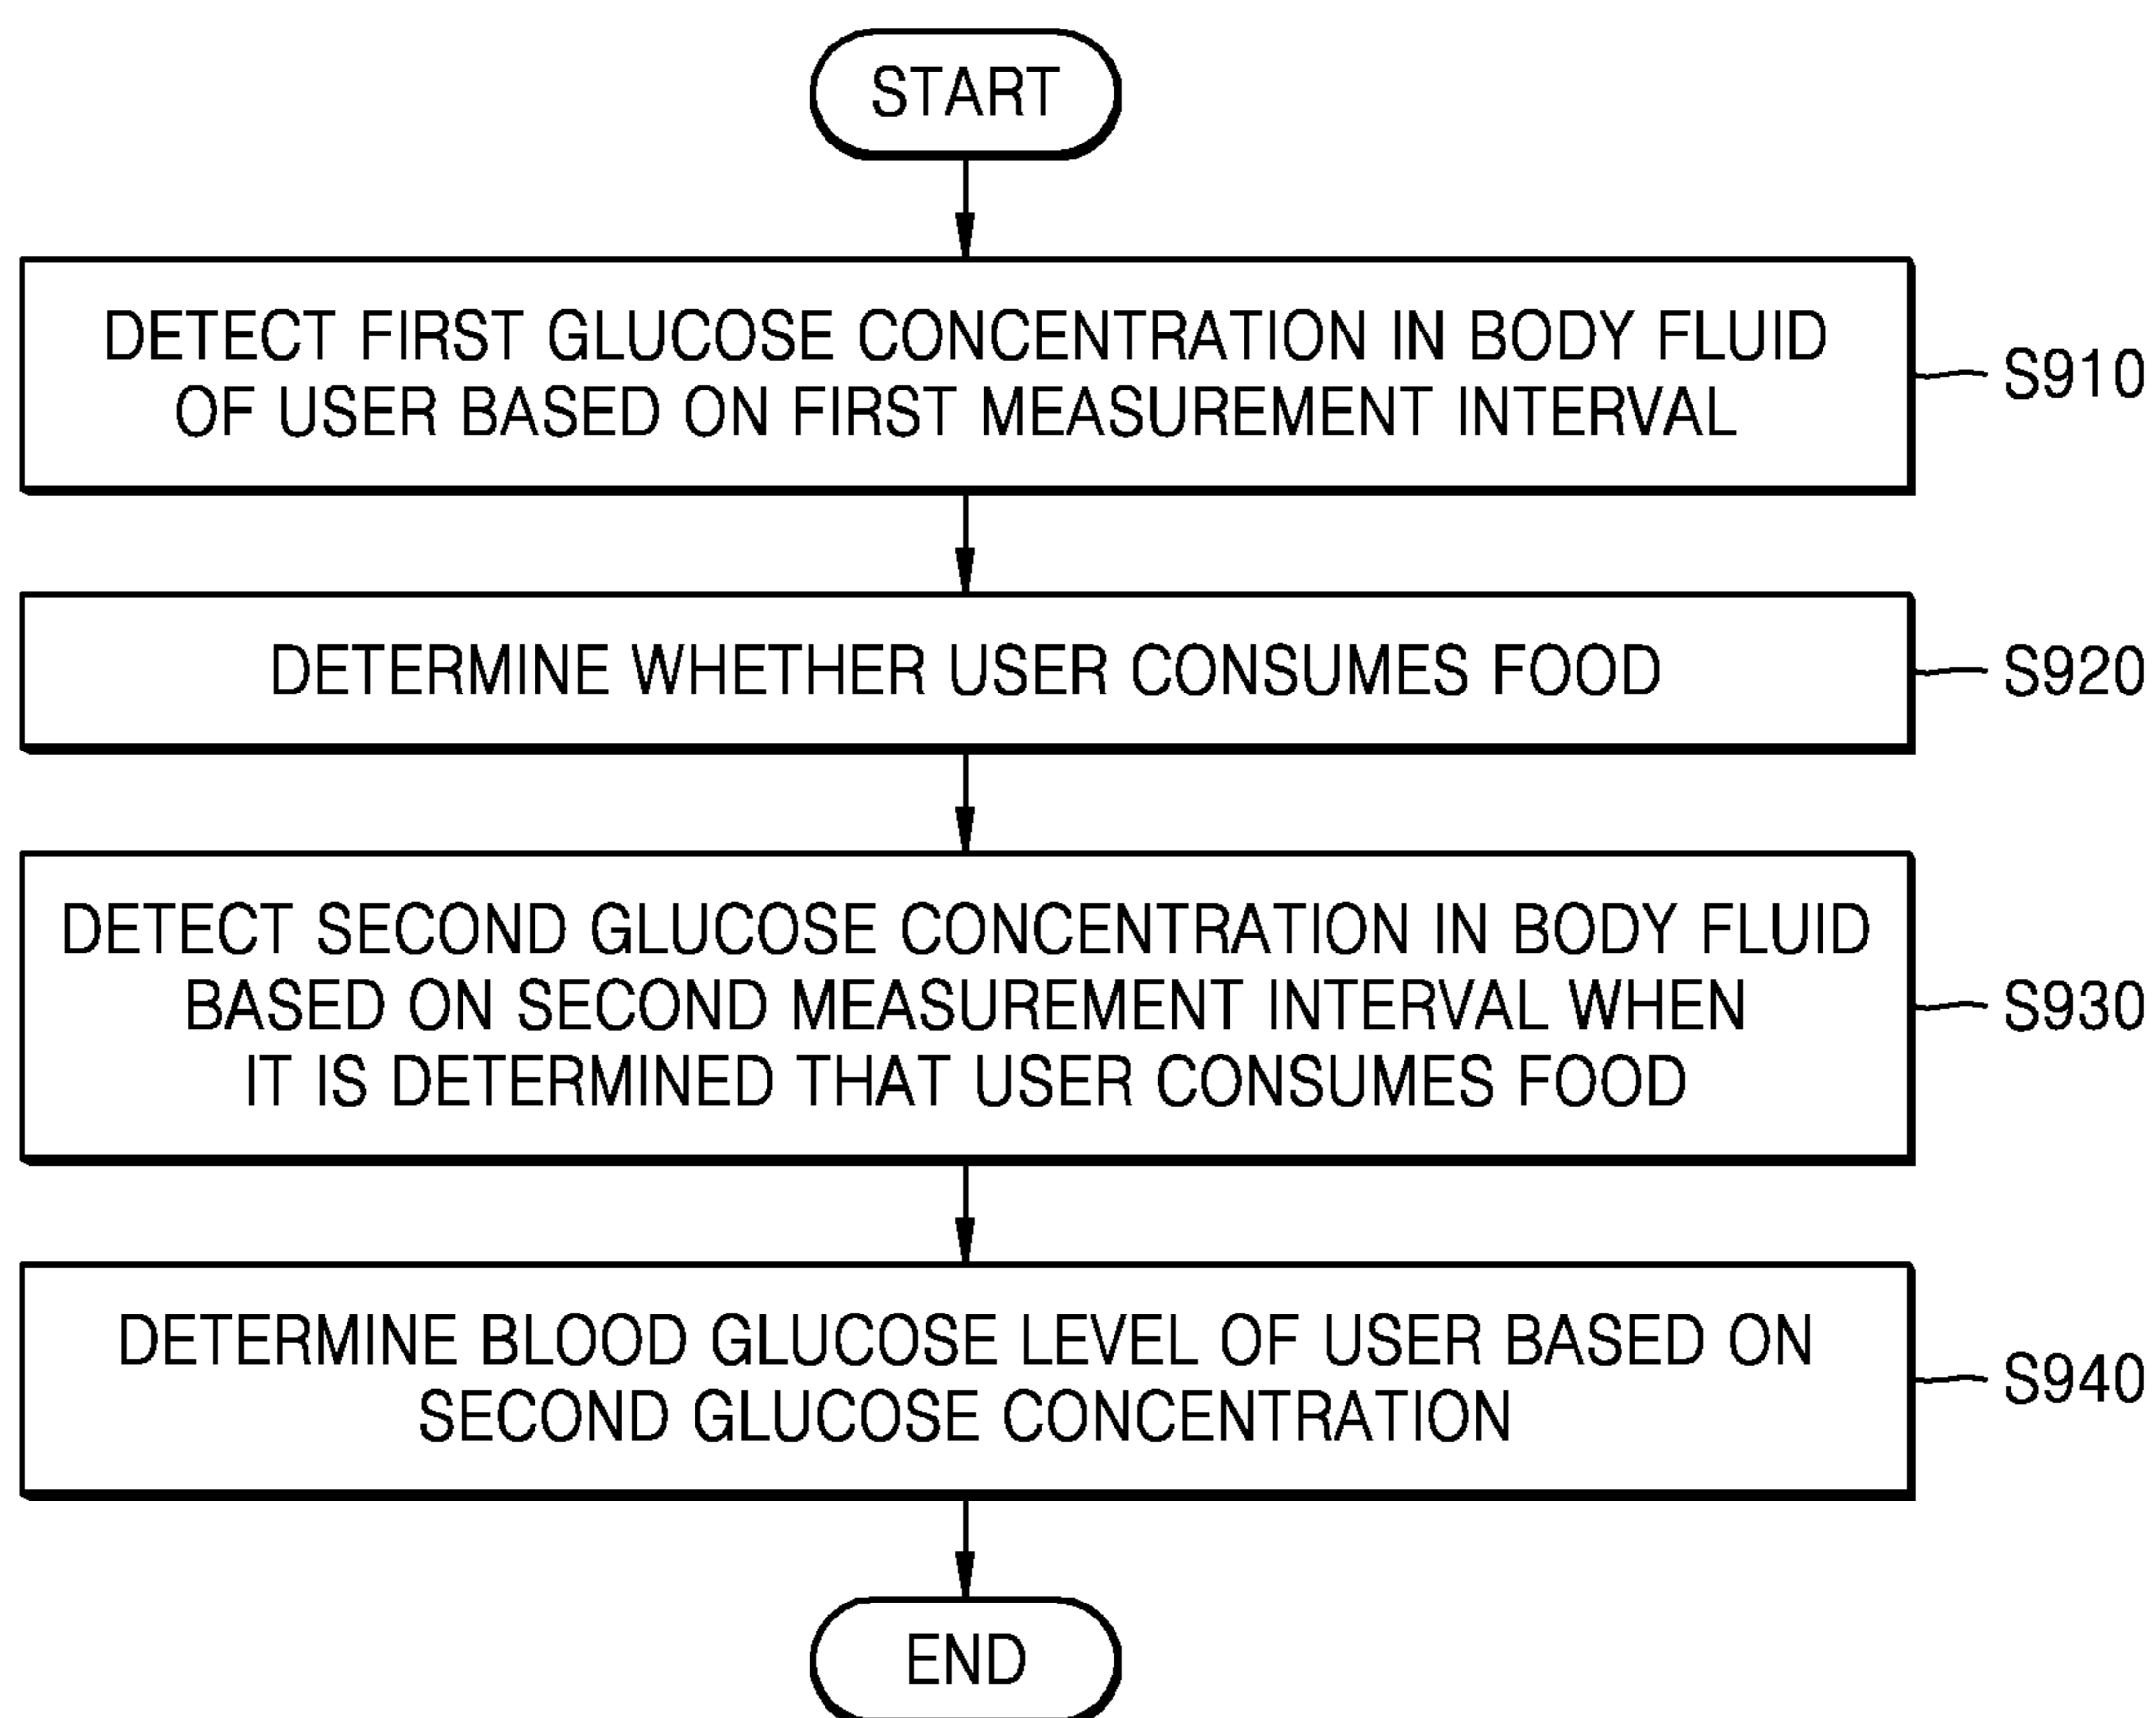 START
DETECT FIRST GLUCOSE CONCENTRATION IN BODY FLUID
OF USER BASED ON FIRST MEASUREMENT INTERVAL
S910
DETERMINE WHETHER USER CONSUMES FOOD
S920
DETECT SECOND GLUCOSE CONCENTRATION IN BODY FLUID
BASED ON SECOND MEASUREMENT INTERVAL WHEN
IT IS DETERMINED THAT USER CONSUMES FOOD
S930
DETERMINE BLOOD GLUCOSE LEVEL OF USER BASED ON
SECOND GLUCOSE CONCENTRATION
S940
END